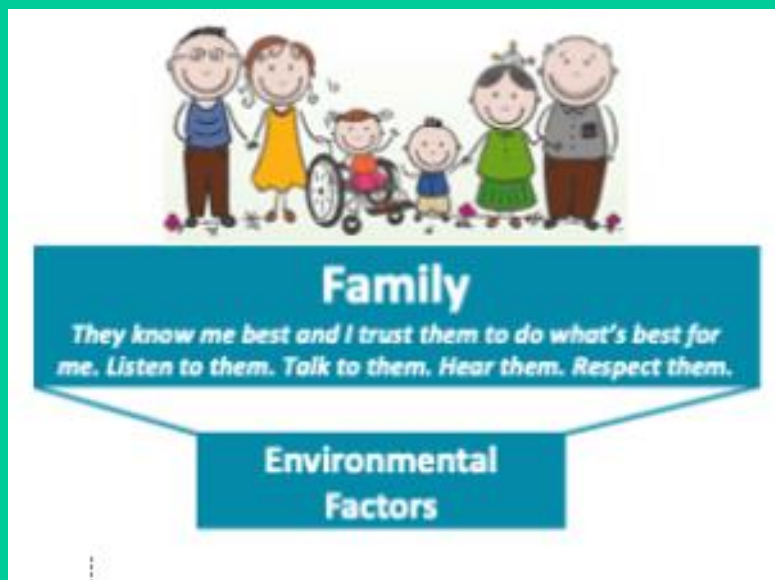 Family
They know me best and I trust them to do what's best for
me. Listen to them. Talk to them. Hear them. Respect them.
Environmental
Factors